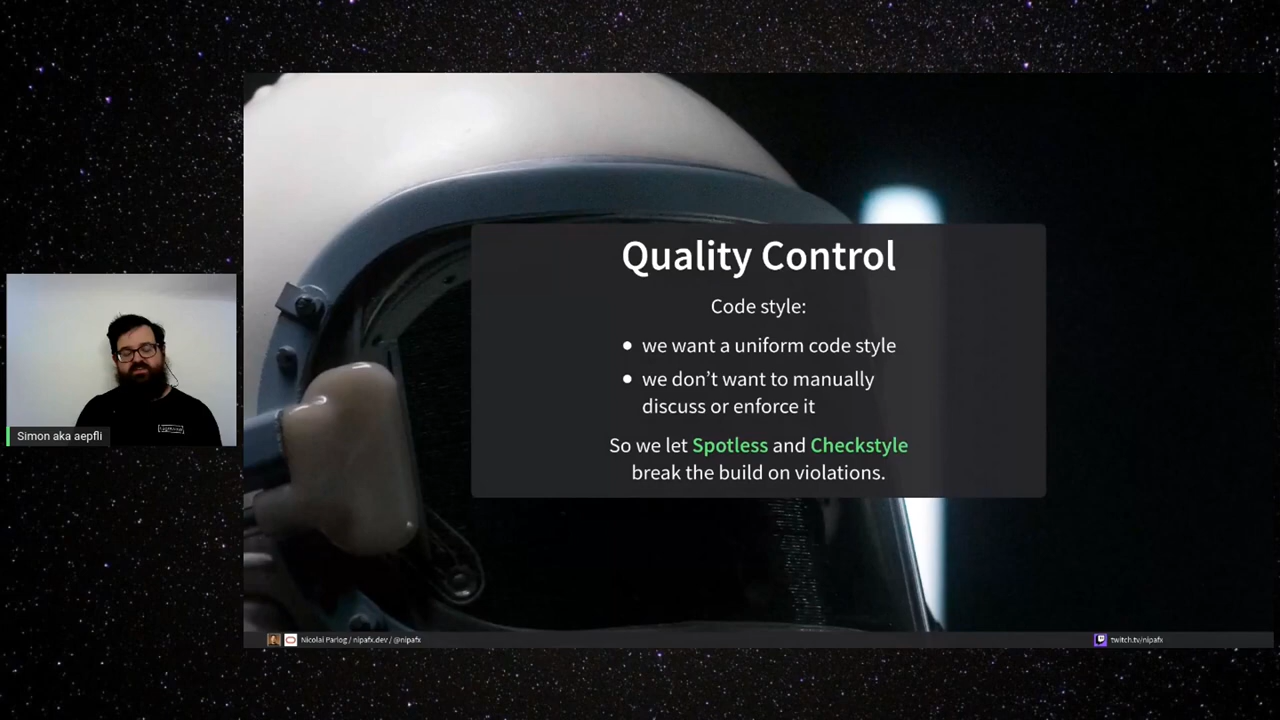 Quality Control
Code style:
• we want a uniform code style
• we don't want to manually
discuss or enforce it
So we let Spotless and Checkstyle
break the build on violations.
Simon aka aepfli
Nicolai Parlog / nipafx.dev / @nipafx
twitch.tv/nipafx